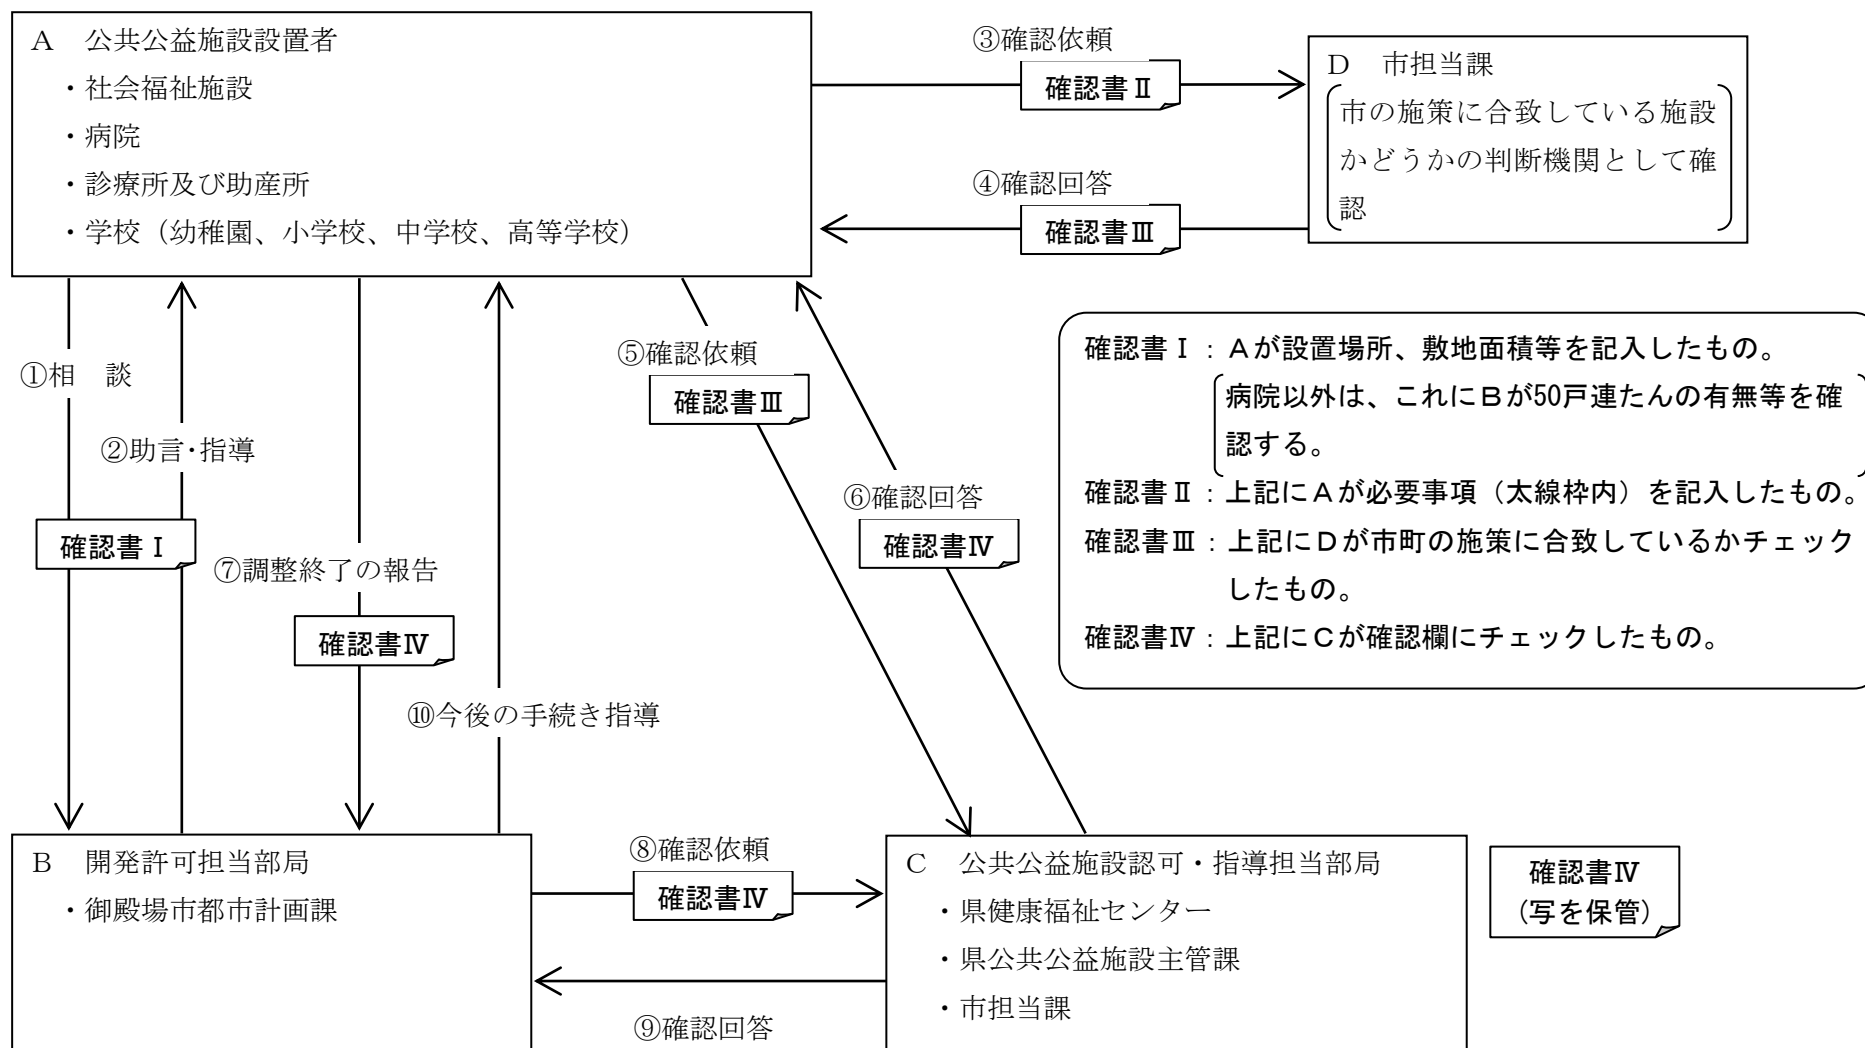 A 公共公益施設設置者
・社会福祉施設
・病院
・診療所及び助産所
・学校（幼稚園、小学校、中学校、高等学校）
③確認依頼
確認書Ⅱ
D 市担当課
市の施策に合致している施設
かどうかの判断機関として確
認
④確認回答
確認書Ⅲ
①相 談
②助言・指導
確認書Ⅰ
⑦調整終了の報告
確認書Ⅳ
⑩今後の手続き指導
⑤確認依頼
確認書Ⅲ
⑥確認回答
確認書Ⅳ
確認書Ⅰ：Ａが設置場所、敷地面積等を記入したもの。
病院以外は、これにＢが50戸連たんの有無等を確
認する。
確認書Ⅱ：上記にＡが必要事項（太線枠内）を記入したもの。
確認書Ⅲ：上記にＤが市町の施策に合致しているかチェック
したもの。
確認書Ⅳ：上記にＣが確認欄にチェックしたもの。
B 開発許可担当部局
・御殿場市都市計画課
⑧確認依頼
確認書Ⅳ
⑨確認回答
C 公共公益施設認可・指導担当部局
・県健康福祉センター
・県公共公益施設主管課
・市担当課
確認書Ⅳ
（写を保管）